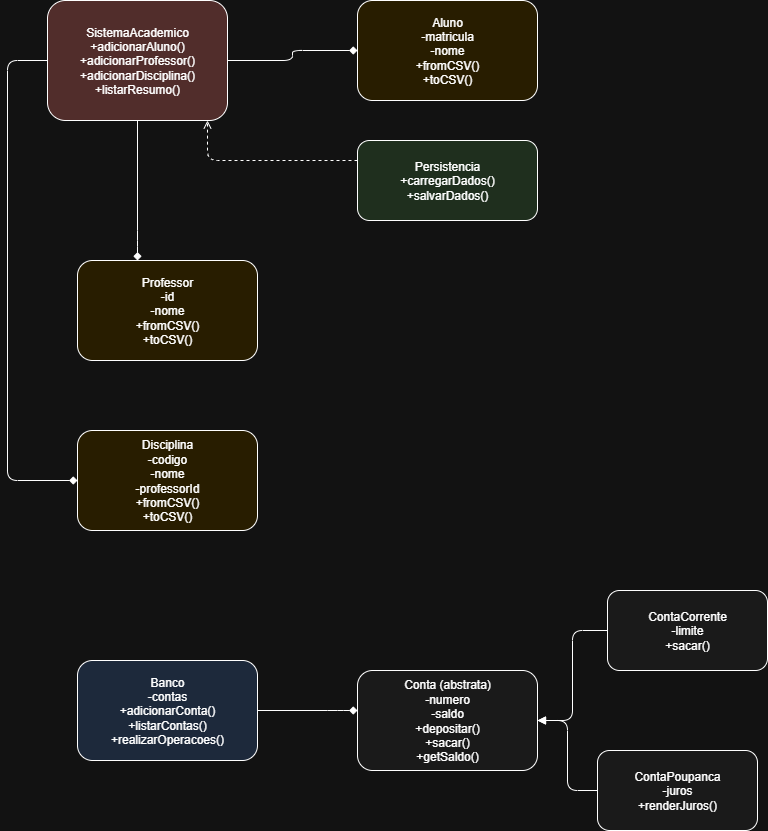 SistemaAcademico
+adicionarAluno()
+adicionarProfessor()
+adicionarDisciplina()
+listarResumo()
Aluno
-matricula
-nome
+fromCSV()
+toCSV()
Persistencia
+carregarDados()
+salvarDados()
Professor
-id
-nome
+fromCSV()
+toCSV()
Disciplina
-codigo
-nome
-professorId
+fromCSV()
+toCSV()
Banco
-contas
+adicionarConta()
+listarContas()
+realizarOperacoes()
Conta (abstrata)
-numero
-saldo
+depositar()
+sacar()
+getSaldo()
ContaCorrente
-limite
+sacar()
ContaPoupanca
-juros
+renderJuros()